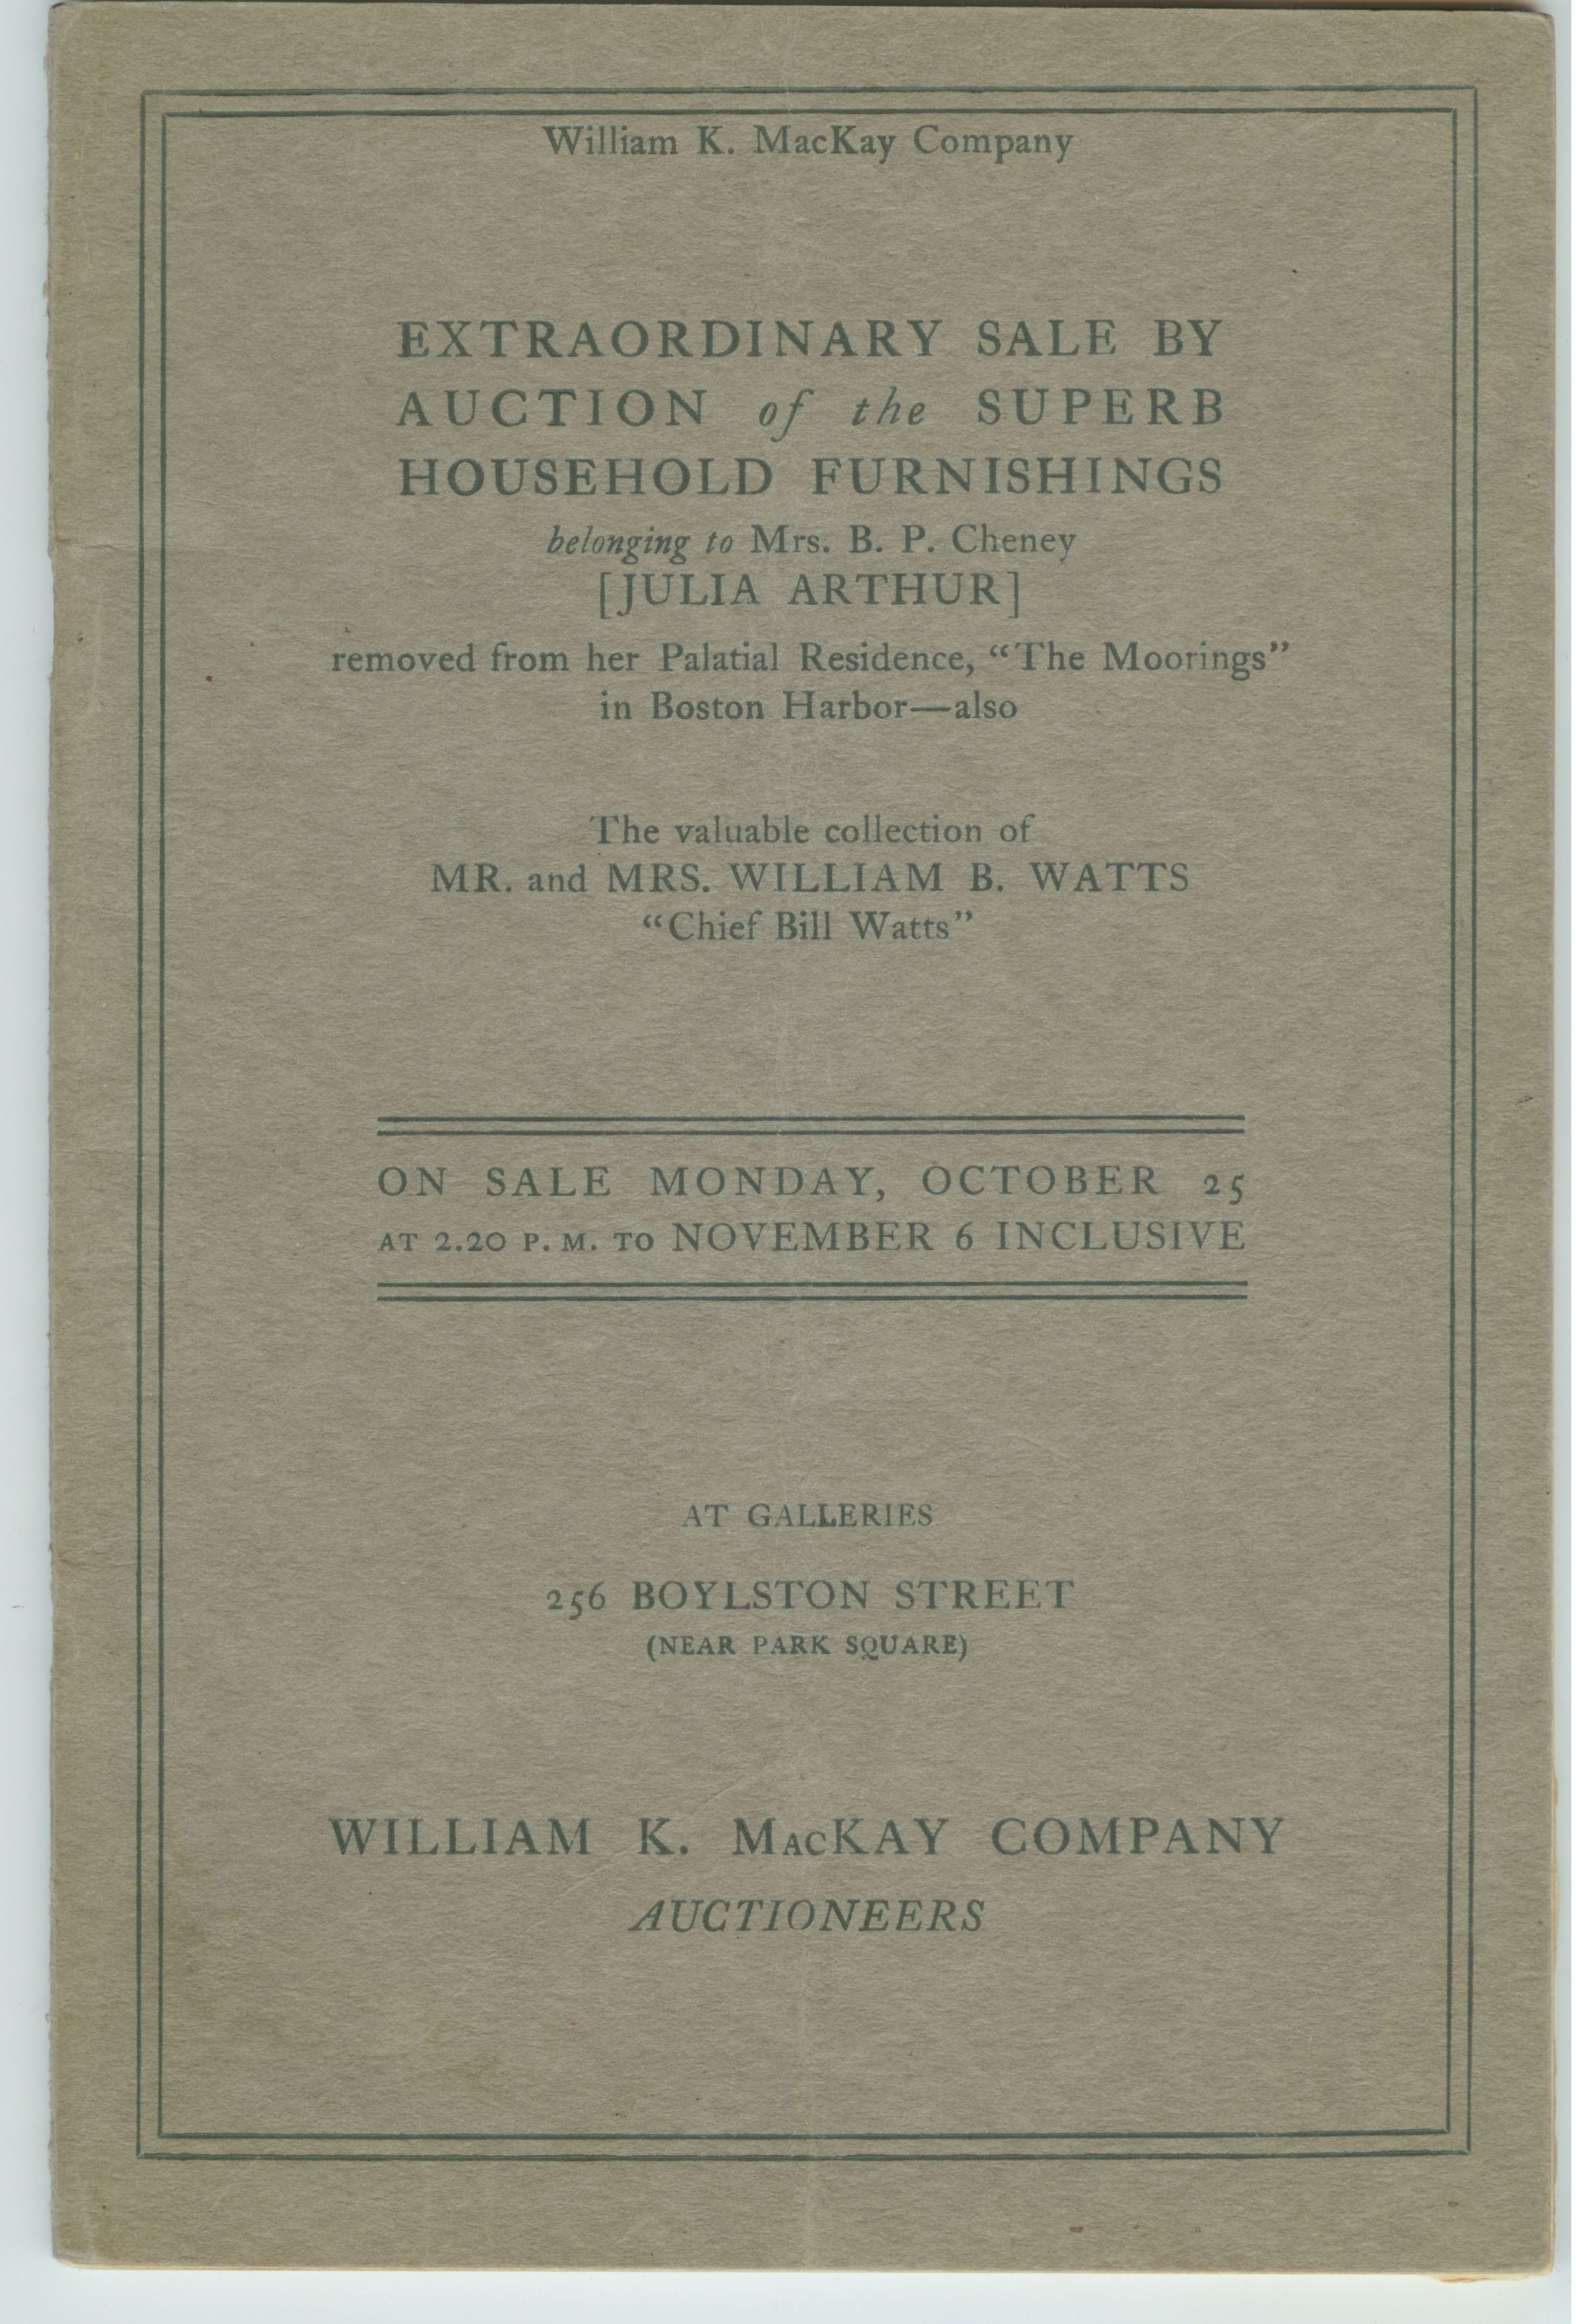 William K. MacKay Company
EXTRAORDINARY SALE BY
AUCTION of the SUPERB
HOUSEHOLD FURNISHINGS
belonging to Mrs. B. P. Cheney
[JULIA ARTHUR]
removed from her Palatial Residence, “The Moorings”
in Boston Harbor—also
The valuable collection of
MR. and MRS. WILLIAM B. WATTS
“Chief Bill Watts”
ON SALE MONDAY, OCTOBER 25
AT 2.20 P. M. TO NOVEMBER 6 INCLUSIVE
AT GALLERIES
256 BOYLSTON STREET
(NEAR PARK SQUARE)
WILLIAM K. MacKAY COMPANY
AUCTIONEERS